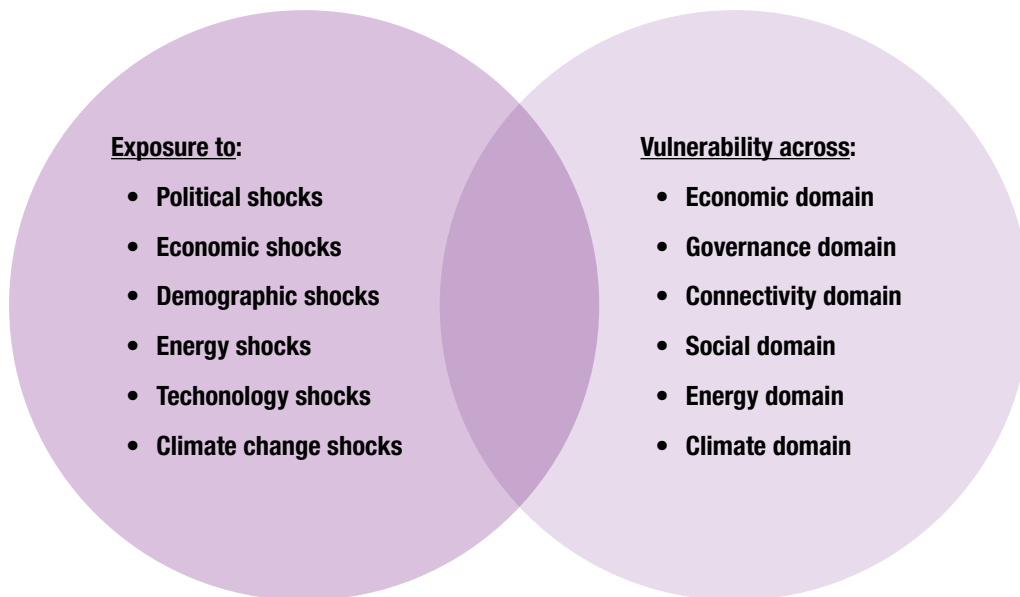 Exposure to:
• Political shocks
• Economic shocks
• Demographic shocks
• Energy shocks
• Techonology shocks
• Climate change shocks
Vulnerability across:
• Economic domain
• Governance domain
• Connectivity domain
• Social domain
• Energy domain
• Climate domain